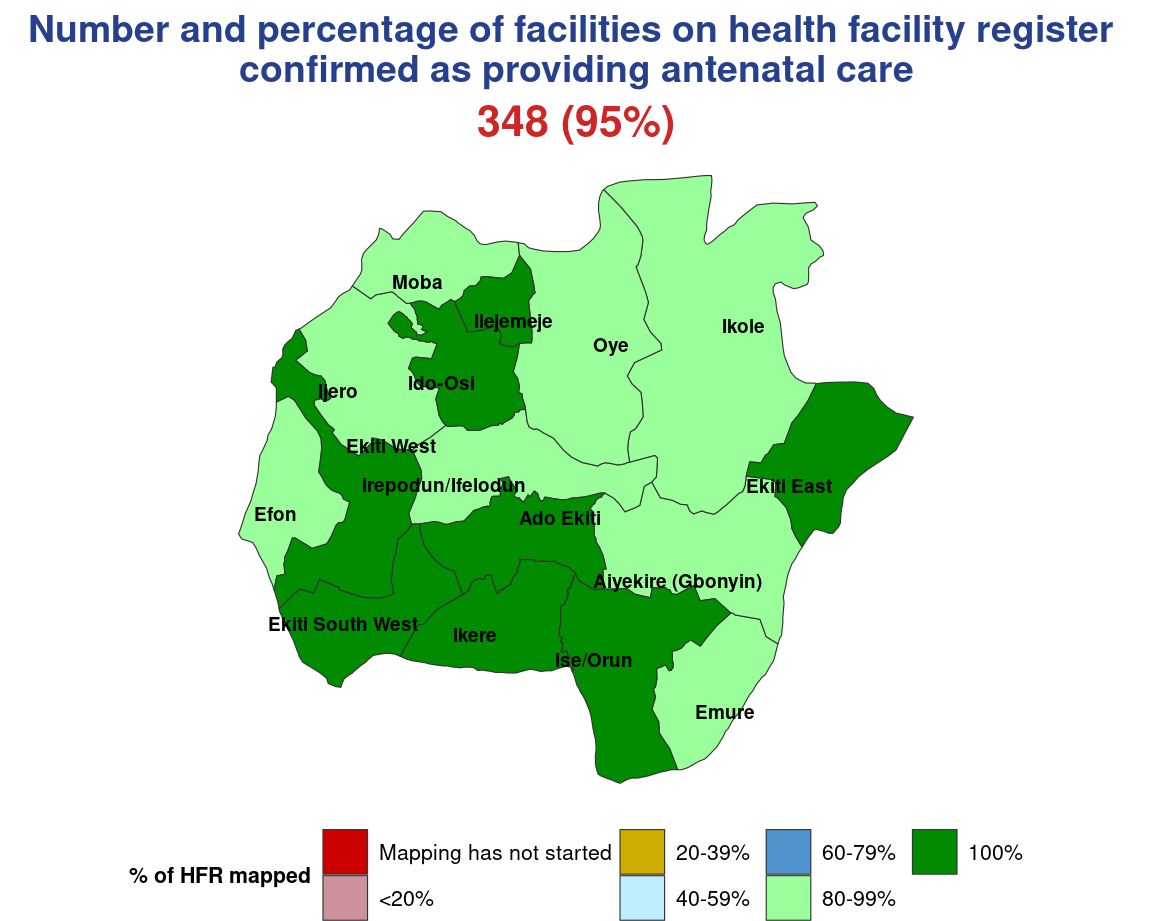 Number and percentage of facilities on health facility register
confirmed as providing antenatal care
348 (95%)
Moba
Ilejemeje
Ikole
Oye
Ido-Osi
Ijero
Ekiti West
Irepodun/Ifelodun
Ekiti East
Efon
Ado Ekiti
Aiyekire (Gbonyin)
Ekiti South West
Ikere
Ise/Orun
Emure
% of HFR mapped
Mapping has not started
<20%
20-39%
40-59%
60-79%
80-99%
100%